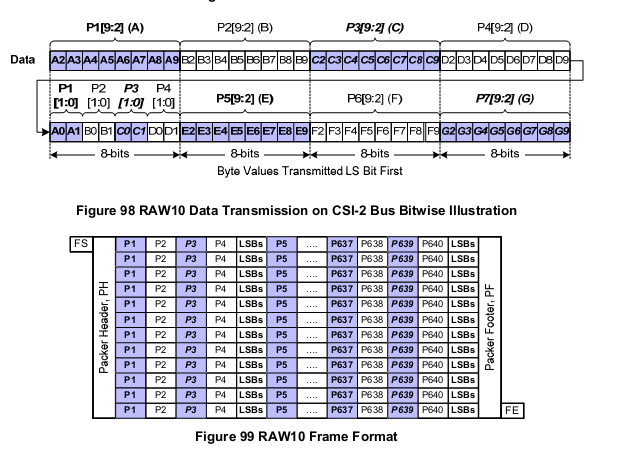 P1[9:2] (A) P2[9:2] (B) P3[9:2] (C) P4[9:2] (D)
Data A2 A3 A4 A5 A6 A7 A8 A9 B2 B3 B4 B5 B6 B7 B8 B9 C2 C3 C4 C5 C6 C7 C8 C9 D2 D3 D4 D5 D6 D7 D8 D9
P1 P2 P3 P4
[1:0] [1:0] [1:0] [1:0] P5[9:2] (E) P6[9:2] (F) P7[9:2] (G)
A0 A1 B0 B1 C0 C1 D0 D1 E2 E3 E4 E5 E6 E7 E8 E9 F2 F3 F4 F5 F6 F7 F8 F9 G2 G3 G4 G5 G6 G7 G8 G9
8-bits 8-bits 8-bits 8-bits
Byte Values Transmitted LS Bit First
Figure 98 RAW10 Data Transmission on CSI-2 Bus Bitwise Illustration
FS
Packer Header, PH
P1 P2 P3 P4 LSBs P5 .... P637 P638 P639 P640 LSBs
P1 P2 P3 P4 LSBs P5 .... P637 P638 P639 P640 LSBs
P1 P2 P3 P4 LSBs P5 .... P637 P638 P639 P640 LSBs
P1 P2 P3 P4 LSBs P5 .... P637 P638 P639 P640 LSBs
P1 P2 P3 P4 LSBs P5 .... P637 P638 P639 P640 LSBs
P1 P2 P3 P4 LSBs P5 .... P637 P638 P639 P640 LSBs
P1 P2 P3 P4 LSBs P5 .... P637 P638 P639 P640 LSBs
P1 P2 P3 P4 LSBs P5 .... P637 P638 P639 P640 LSBs
P1 P2 P3 P4 LSBs P5 .... P637 P638 P639 P640 LSBs
P1 P2 P3 P4 LSBs P5 .... P637 P638 P639 P640 LSBs
P1 P2 P3 P4 LSBs P5 .... P637 P638 P639 P640 LSBs
P1 P2 P3 P4 LSBs P5 .... P637 P638 P639 P640 LSBs
Packer Footer, PF
FE
Figure 99 RAW10 Frame Format